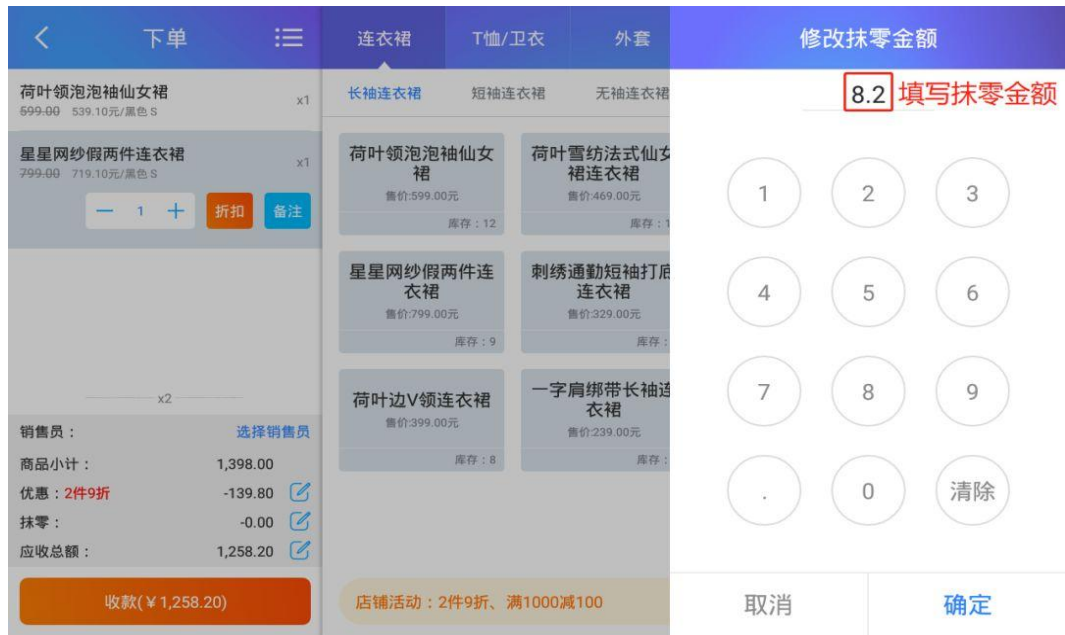 下单
荷叶领泡泡袖仙女裙
x1
599.00 539.10元/黑色 S
星星网纱假两件连衣裙
x1
799.00 719.10元/黑色 S
1
折扣
备注
x2
销售员：
选择销售员
商品小计：
1,398.00
优惠：2件9折
-139.80
抹零：
-0.00
应收总额：
1,258.20
收款(￥1,258.20)
连衣裙
T恤/卫衣
外套
长袖连衣裙
短袖连衣裙
无袖连衣裙
荷叶领泡泡袖仙女
裙
售价:599.00元
库存：12
荷叶雪纺法式仙女
裙连衣裙
售价:469.00元
库存：1
星星网纱假两件连
衣裙
售价:799.00元
库存：9
刺绣通勤短袖打底
连衣裙
售价:329.00元
库存：
荷叶边V领连衣裙
售价:399.00元
库存：8
一字肩绑带长袖连
衣裙
售价:239.00元
库存：
店铺活动：2件9折、满1000减100
修改抹零金额
8.2 填写抹零金额
1 2 3
4 5 6
7 8 9
. 0 清除
取消
确定